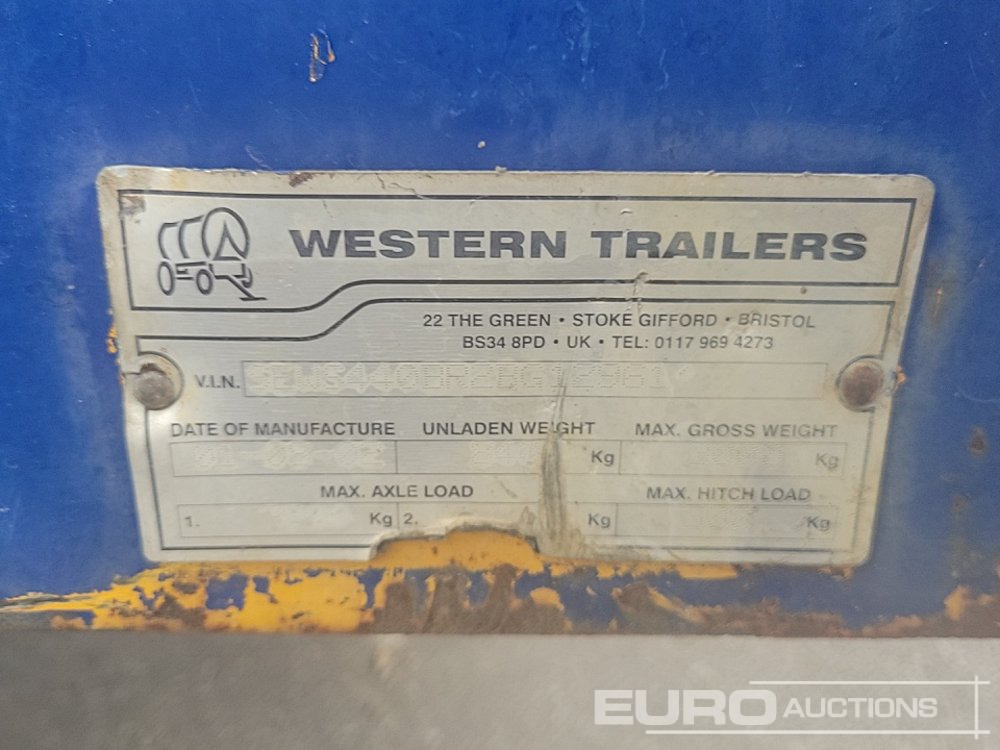 WESTERN TRAILERS
22 THE GREEN • STOKE GIFFORD • BRISTOL
BS34 8PD • UK • TEL: 0117 969 4273
V.I.N.
DATE OF MANUFACTURE UNLADEN WEIGHT MAX. GROSS WEIGHT
Kg Kg
MAX. AXLE LOAD MAX. HITCH LOAD
1. Kg 2. Kg Kg
EURO AUCTIONS